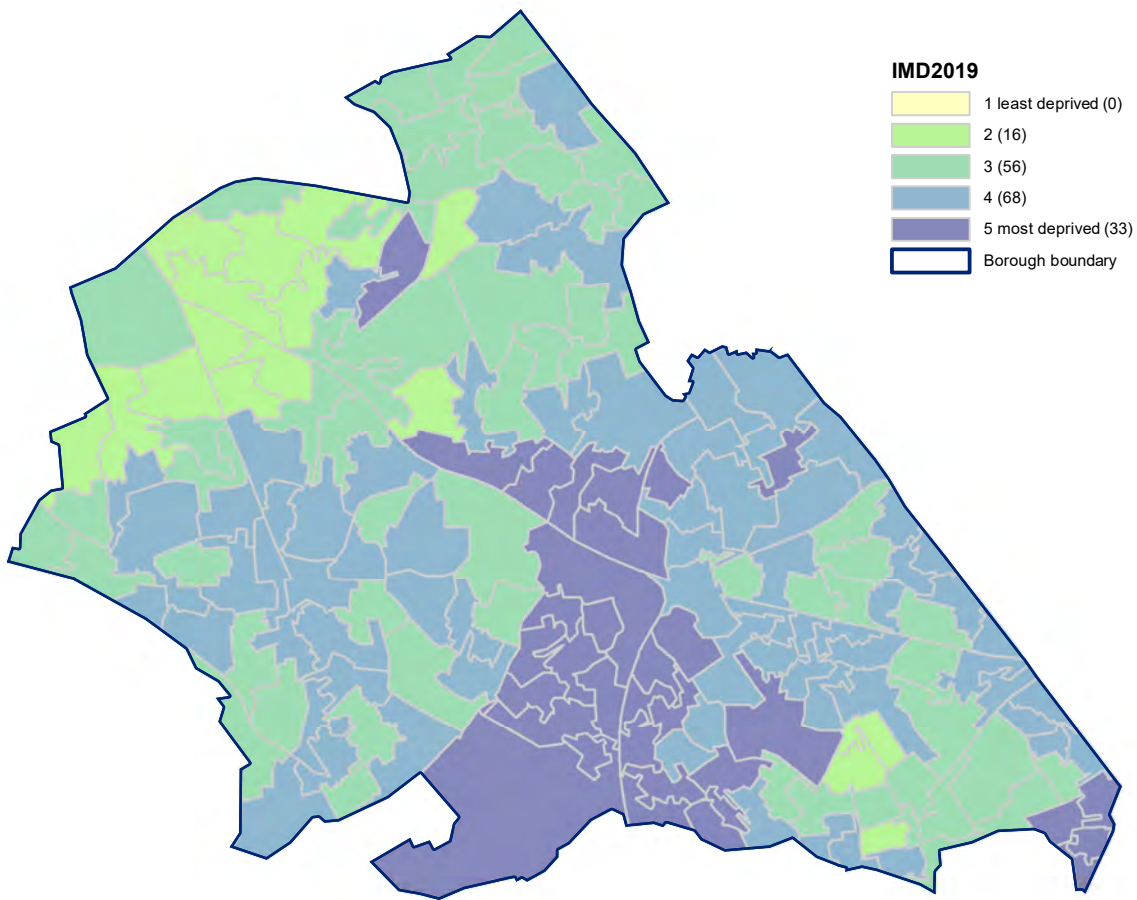 IMD2019
1 least deprived (0)
2 (16)
3 (56)
4 (68)
5 most deprived (33)
Borough boundary